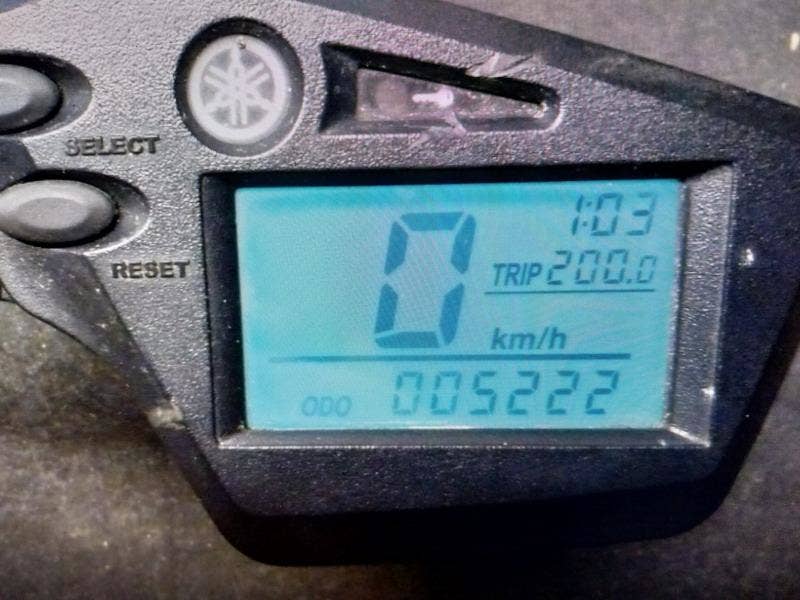 SELECT
RESET
1:03
TRIP 200.0
0
km/h
ODO 005222